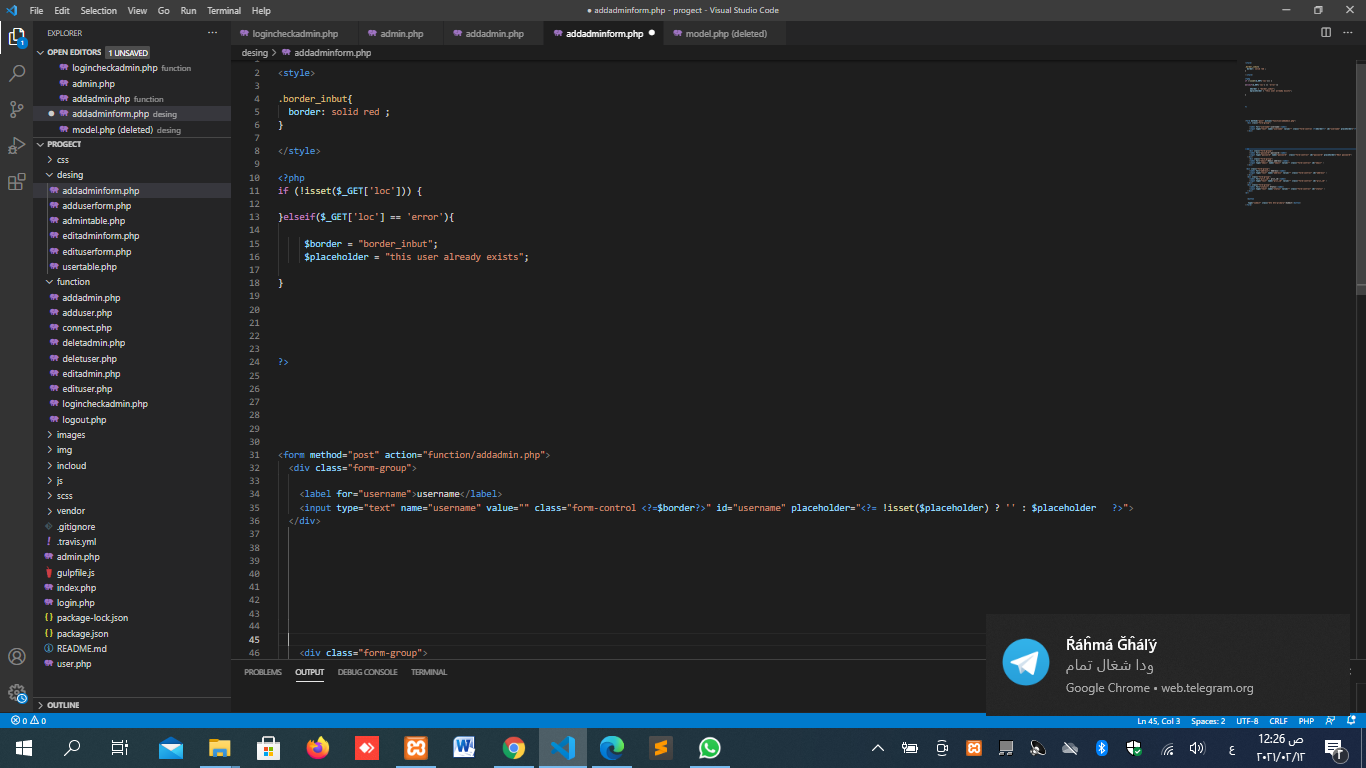 File Edit Selection View Go Run Terminal Help
● addadminform.php - progect - Visual Studio Code
EXPLORER
OPEN EDITORS 1 UNSAVED
logincheckadmin.php function
admin.php
addadmin.php function
addadminform.php desing
model.php (deleted) desing
PROGECT
css
desing
addadminform.php
adduserform.php
admintable.php
editadminform.php
edituserform.php
usertable.php
function
addadmin.php
adduser.php
connect.php
deletadmin.php
deletuser.php
editadmin.php
edituser.php
logincheckadmin.php
logout.php
images
img
incloud
js
scss
vendor
.gitignore
.travis.yml
admin.php
gulpfile.js
index.php
login.php
package-lock.json
package.json
README.md
user.php
OUTLINE
logincheckadmin.php admin.php addadmin.php addadminform.php ● model.php (deleted)
desing > addadminform.php
2 <style>
3
4 .border_inbut{
5 border: solid red ;
6 }
7
8 </style>
9
10 <?php
11 if (!isset($_GET['loc'])) {
12
13 }elseif($_GET['loc'] == 'error'){
14
15 $border = "border_inbut";
16 $placeholder = "this user already exists";
17
18 }
19
20
21
22
23
24 ?>
25
26
27
28
29
30
31 <form method="post" action="function/addadmin.php">
32 <div class="form-group">
33
34 <label for="username">username</label>
35 <input type="text" name="username" value="" class="form-control <?=$border?>" id="username" placeholder="<?= !isset($placeholder) ? '' : $placeholder ?>">
36 </div>
37
38
39
40
41
42
43
44
45
46 <div class="form-group">
PROBLEMS OUTPUT DEBUG CONSOLE TERMINAL
Ŕáĥmá Ğĥáľý
ودا شغال تمام
Google Chrome • web.telegram.org
0 0
Ln 45, Col 3 Spaces: 2 UTF-8 CRLF PHP
ع
12:26 ص
٢٠٢١/٠٢/١٢